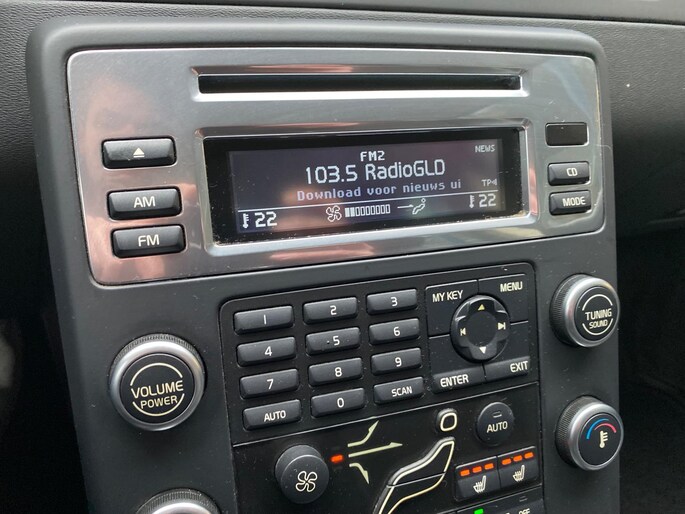 FM2
NEWS
103.5 RadioGLD
Download voor nieuws ui
TP
22
22
AM
FM
CD
MODE
1 2 3
4 5 6
7 8 9
AUTO 0 SCAN
MY KEY
MENU
ENTER
EXIT
VOLUME
POWER
TUNING
SOUND
AUTO
OFF